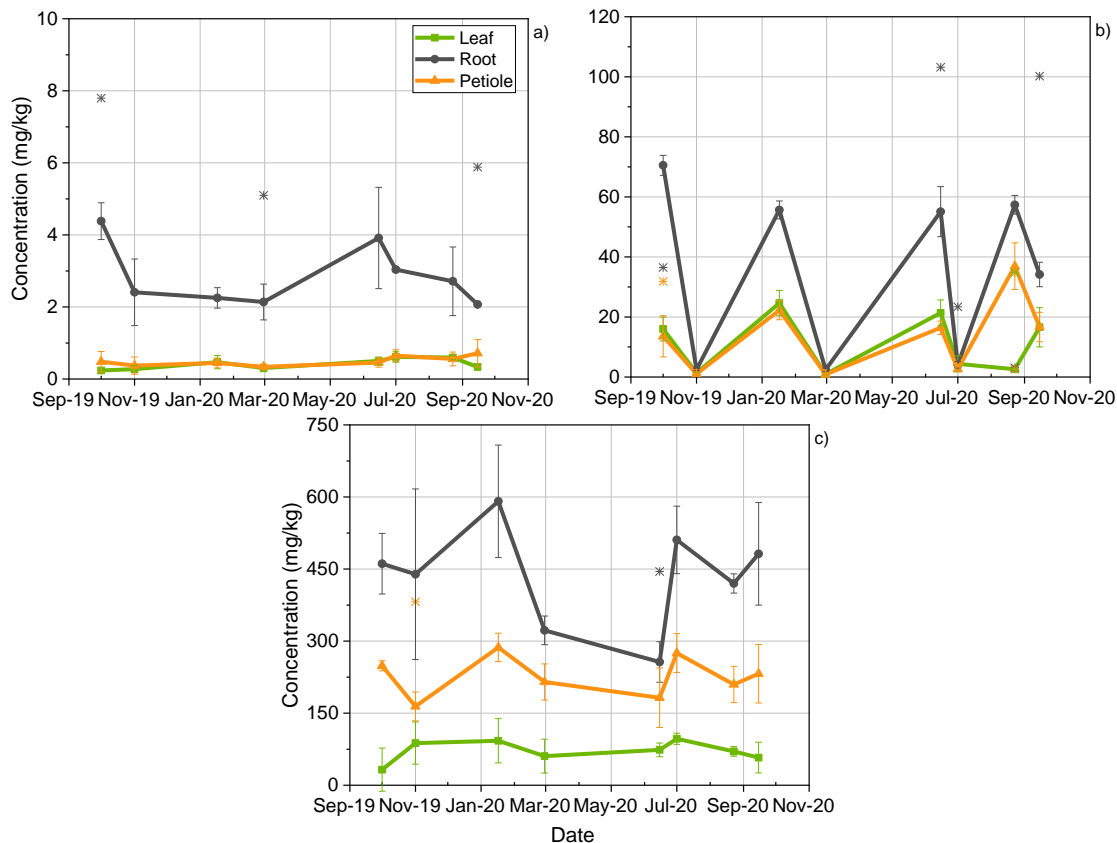 10
8
6
4
2
0
Concentration (mg/kg)
Leaf
Root
Petiole
a)
Sep-19 Nov-19 Jan-20 Mar-20 May-20 Jul-20 Sep-20 Nov-20
120
100
80
60
40
20
0
b)
Sep-19 Nov-19 Jan-20 Mar-20 May-20 Jul-20 Sep-20 Nov-20
750
600
450
300
150
0
Concentration (mg/kg)
c)
Sep-19 Nov-19 Jan-20 Mar-20 May-20 Jul-20 Sep-20 Nov-20
Date